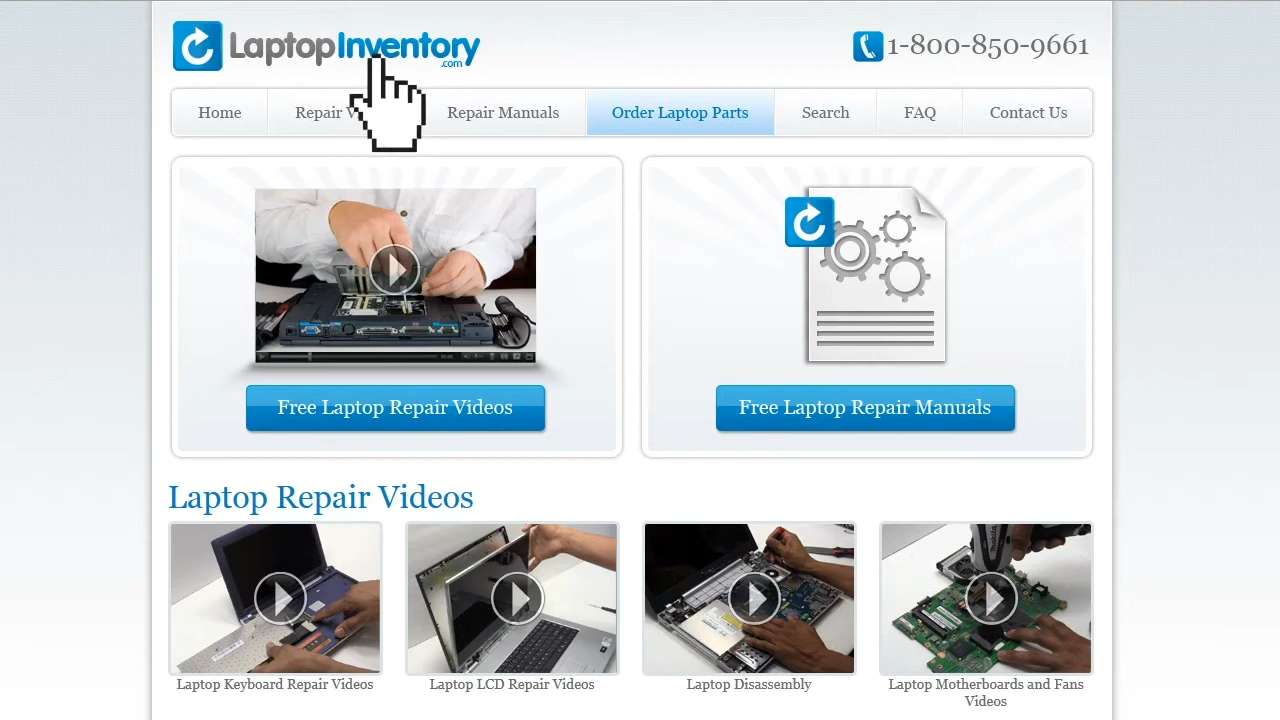 LaptopInventory
.com
1-800-850-9661
Home
Repair V
Repair Manuals
Order Laptop Parts
Search
FAQ
Contact Us
Free Laptop Repair Videos
Free Laptop Repair Manuals
Laptop Repair Videos
Laptop Keyboard Repair Videos
Laptop LCD Repair Videos
Laptop Disassembly
Laptop Motherboards and Fans
Videos